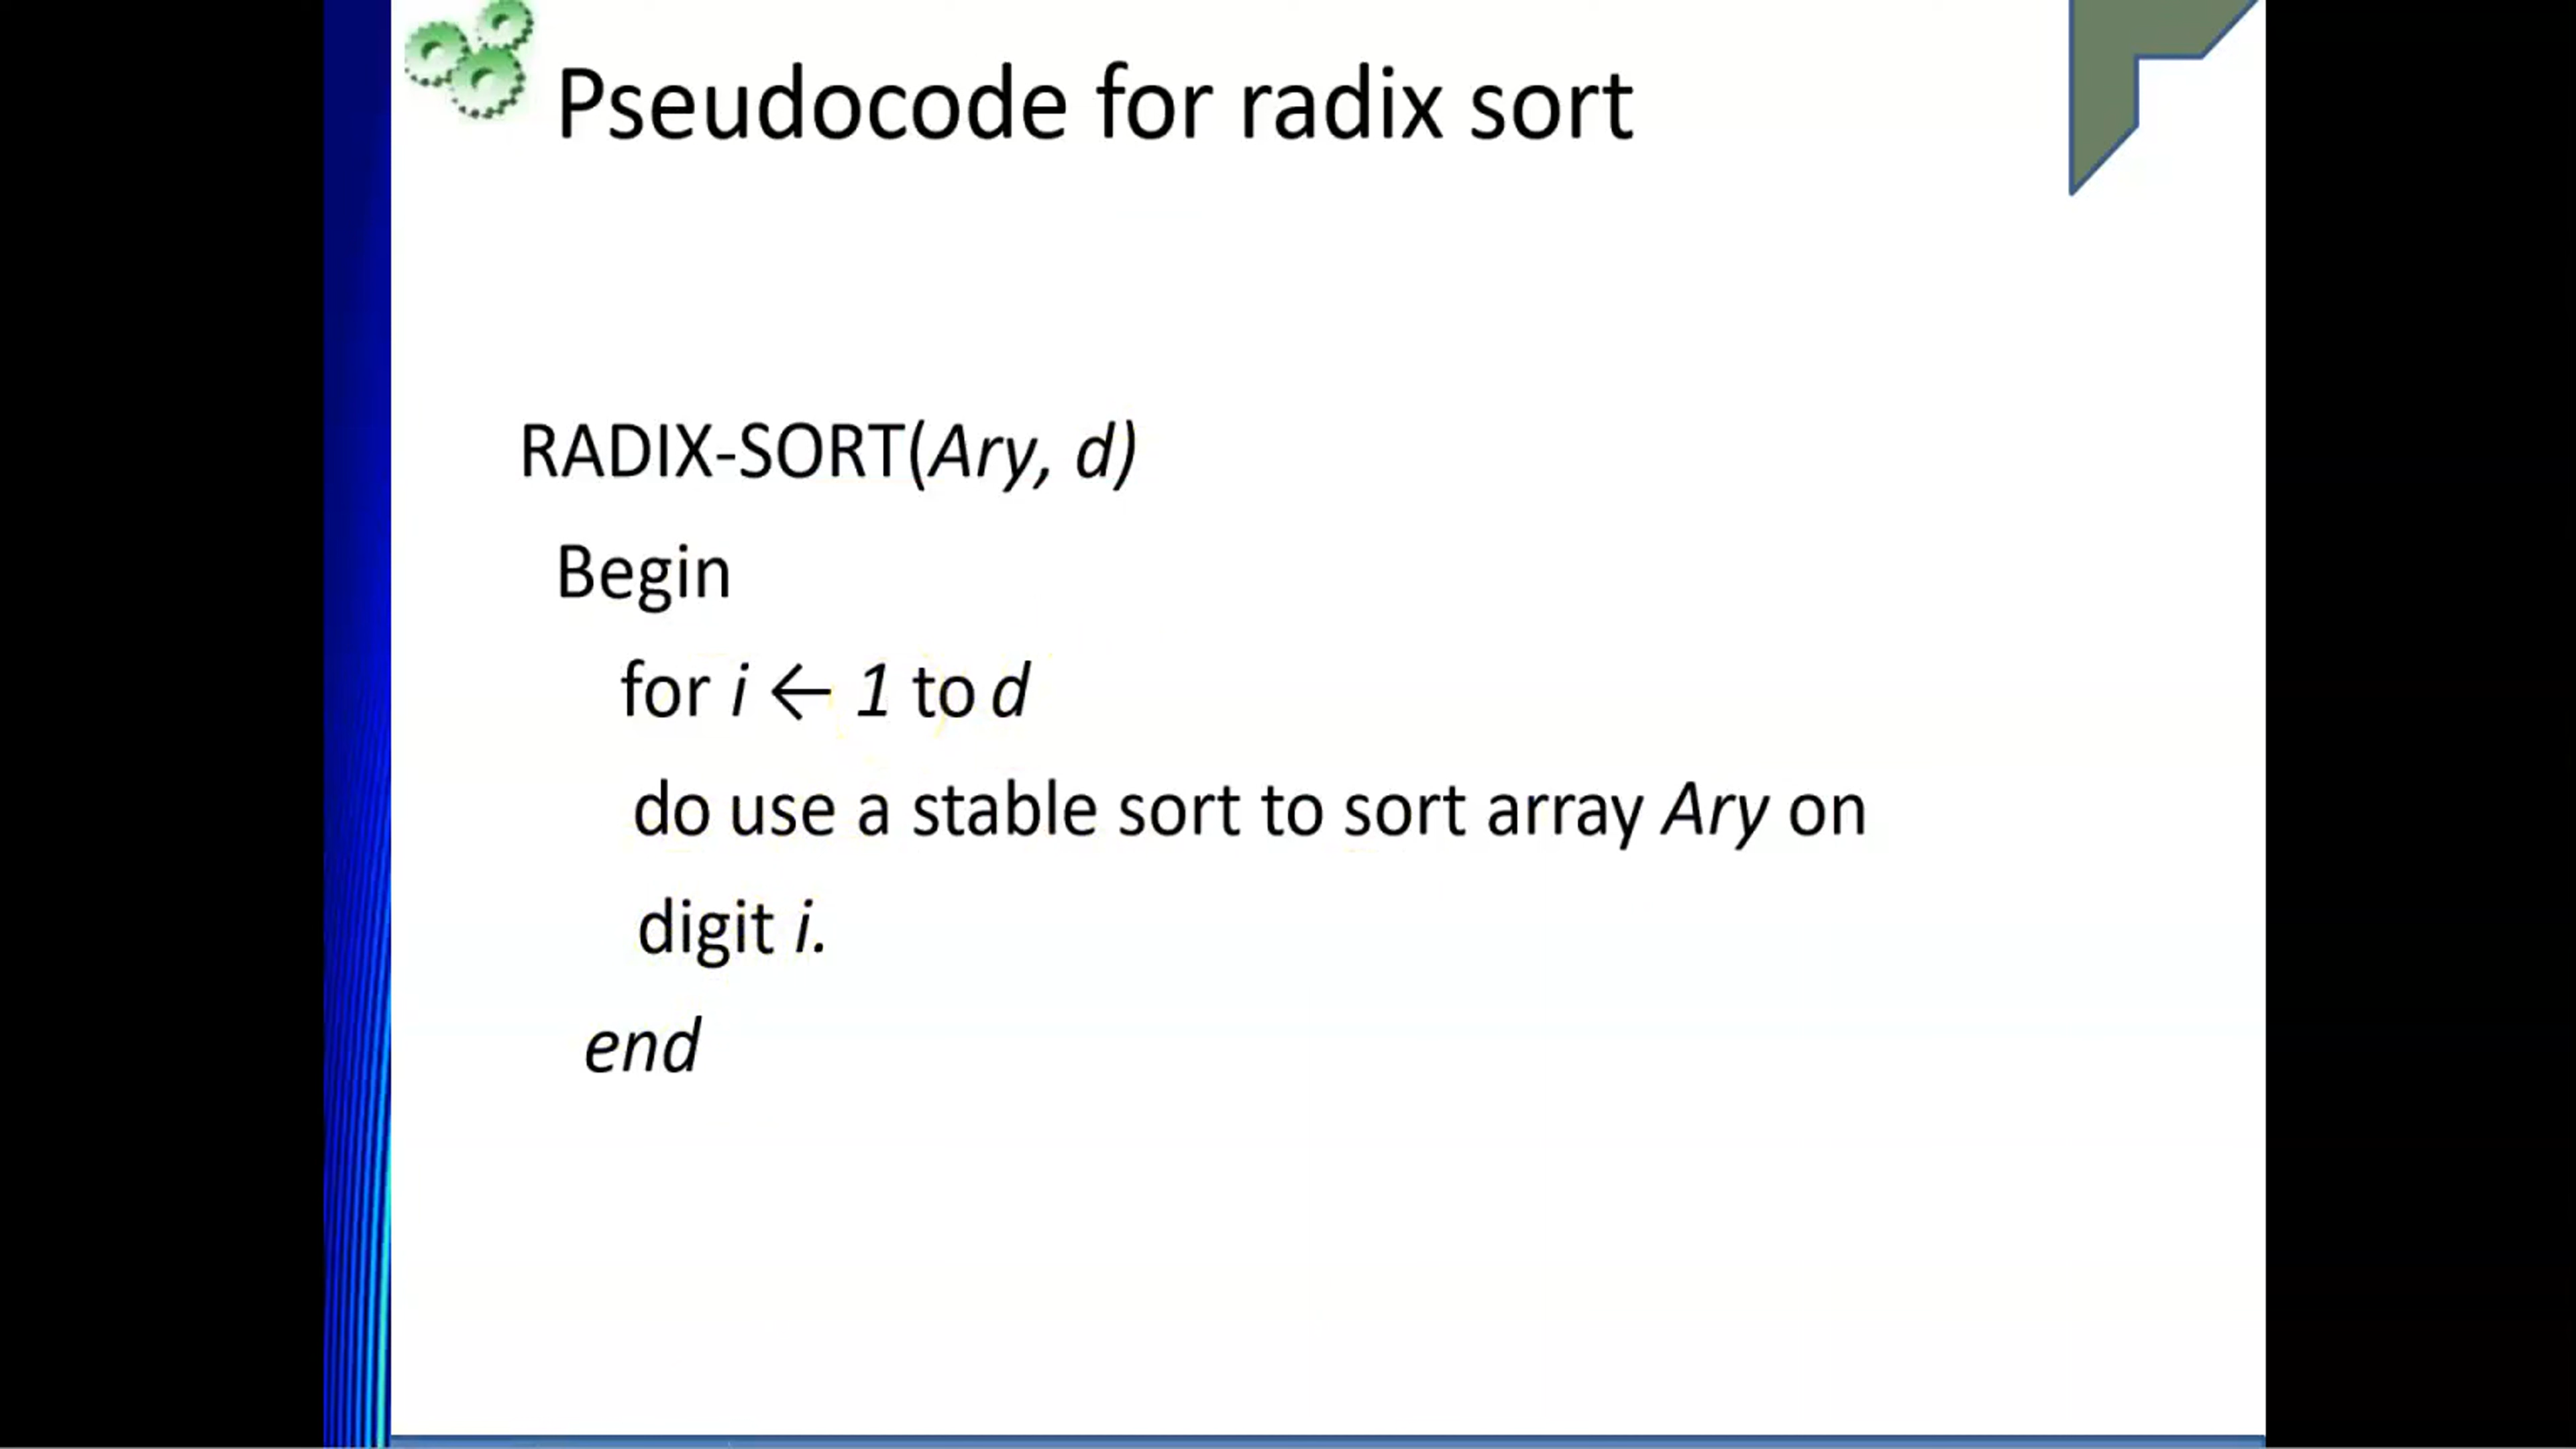 Pseudocode for radix sort
RADIX-SORT(Ary, d)
Begin
for i ← 1 to d
do use a stable sort to sort array Ary on
digit i.
end